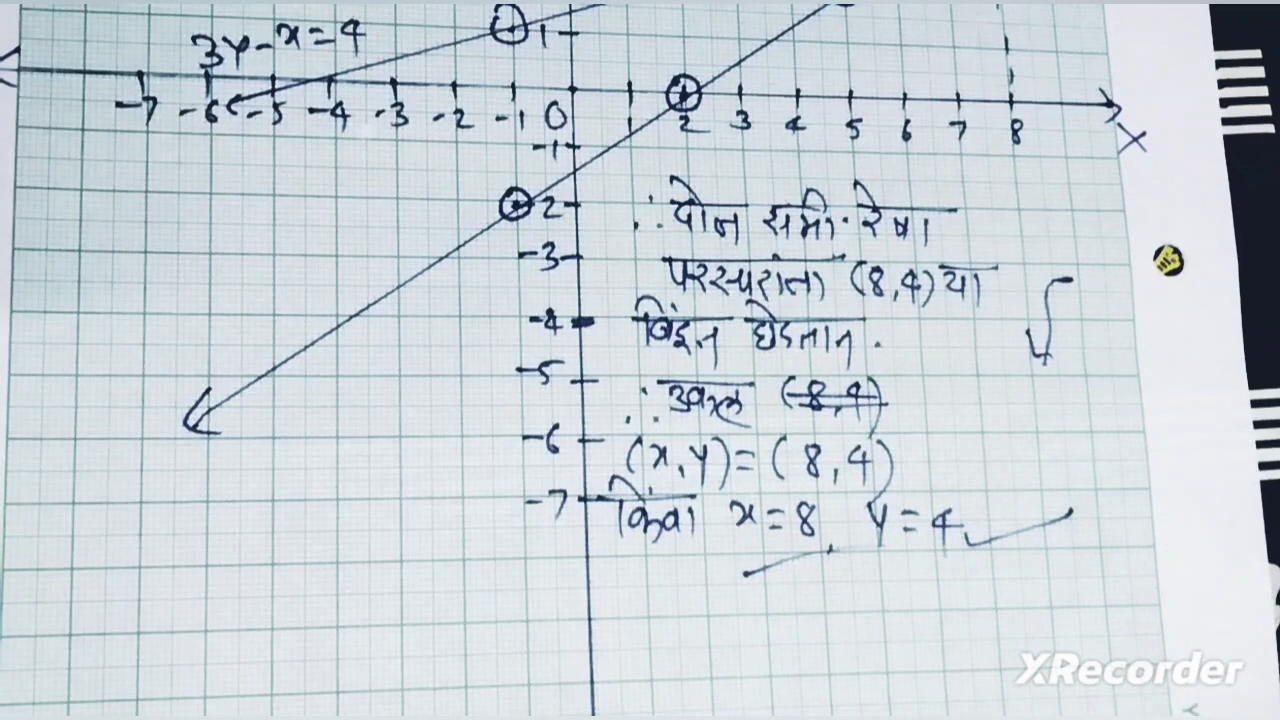 3y-x=4
1
-7 -6 -5 -4 -3 -2 -1 0 1 2 3 4 5 6 7 8
X
-1
-2
-3
-4
-5
-6
-7
∴ दोन समी. रेषा
परस्परांना (8,4) या
बिंदूत छेदतात.
∴ उकल (8,4)
(x,y)=(8,4)
किंवा x=8, y=4
XRecorder